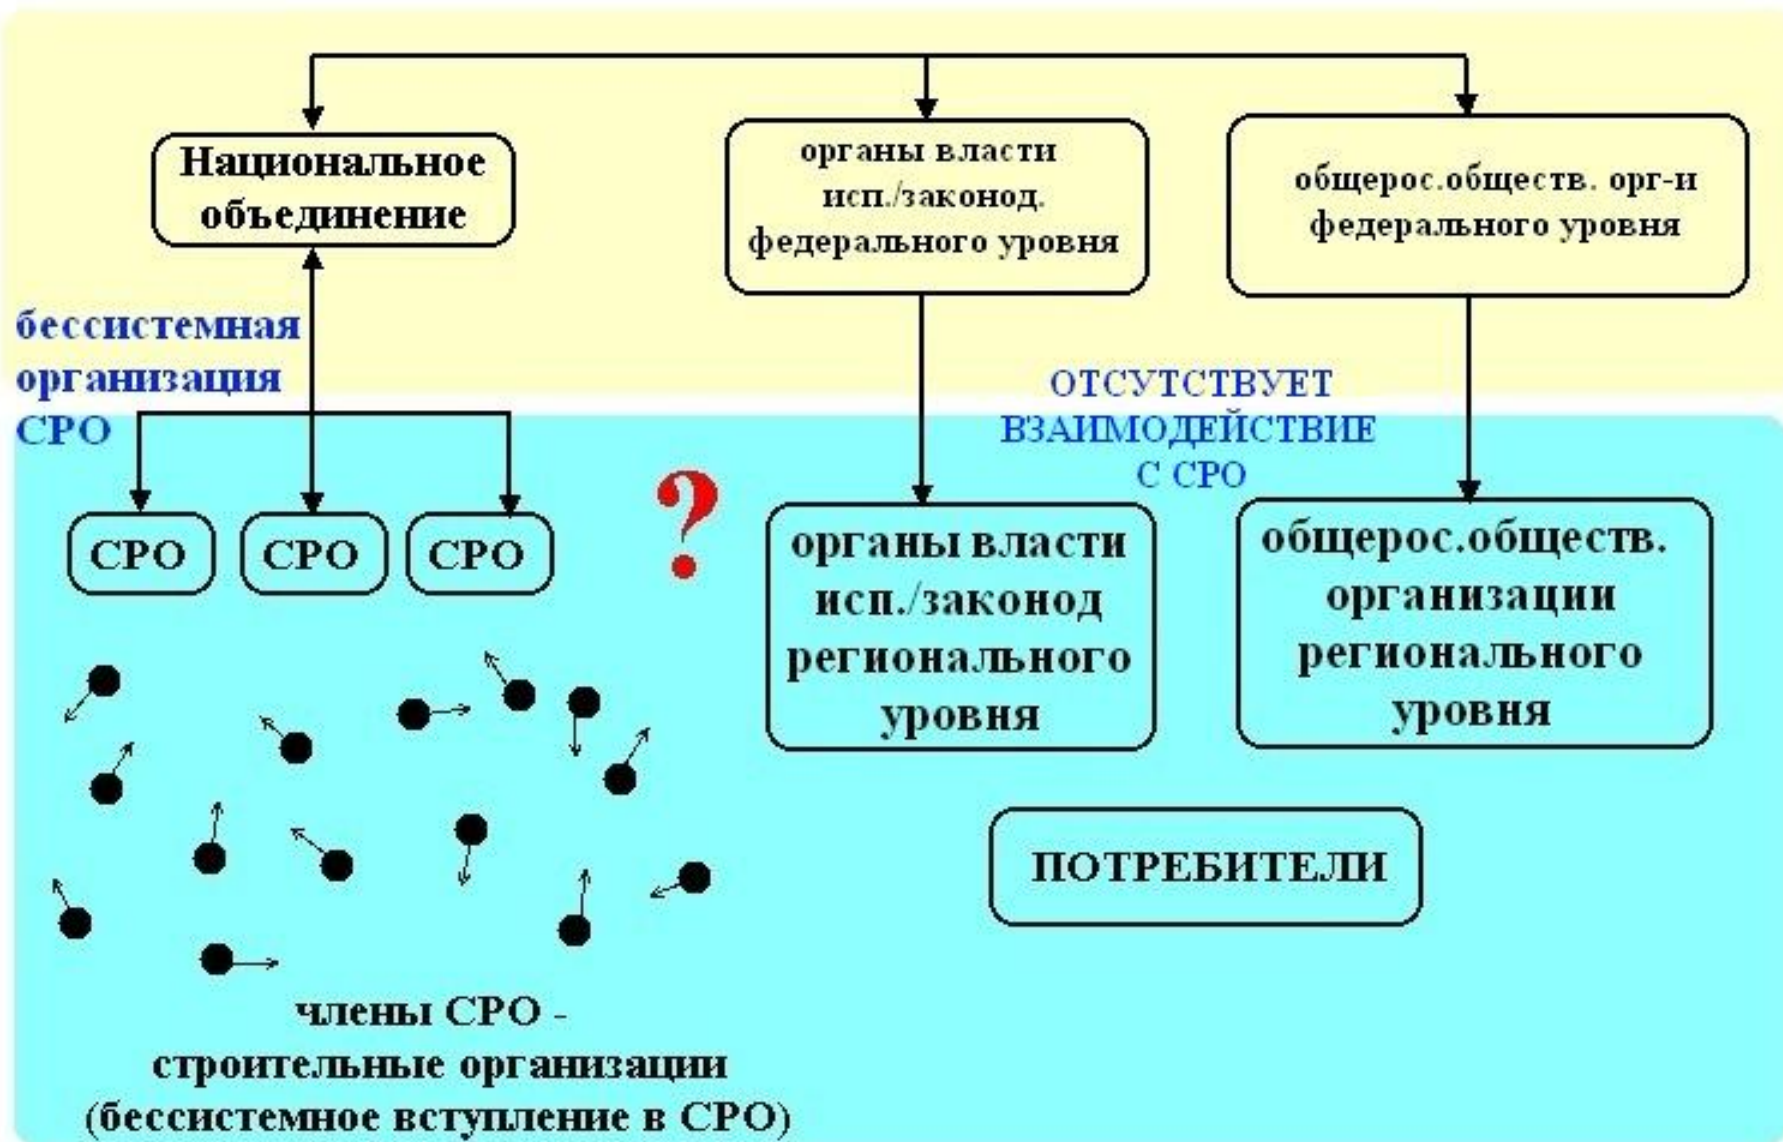 Национальное
объединение
органы власти
исп./законод.
федерального уровня
общерос.обществ. орг-и
федерального уровня
бессистемная
организация
СРО
ОТСУТСТВУЕТ
ВЗАИМОДЕЙСТВИЕ
С СРО
СРО
СРО
СРО
?
органы власти
исп./законод
регионального
уровня
общерос.обществ.
организации
регионального
уровня
ПОТРЕБИТЕЛИ
члены СРО -
строительные организации
(бессистемное вступление в СРО)